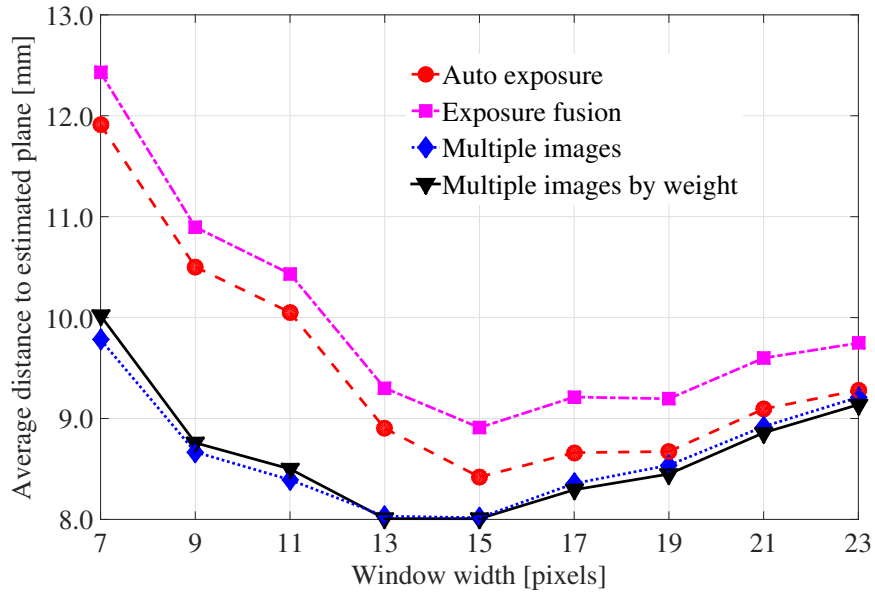 Average distance to estimated plane [mm]
13.0
12.0
11.0
10.0
9.0
8.0
Auto exposure
Exposure fusion
Multiple images
Multiple images by weight
7 9 11 13 15 17 19 21 23
Window width [pixels]